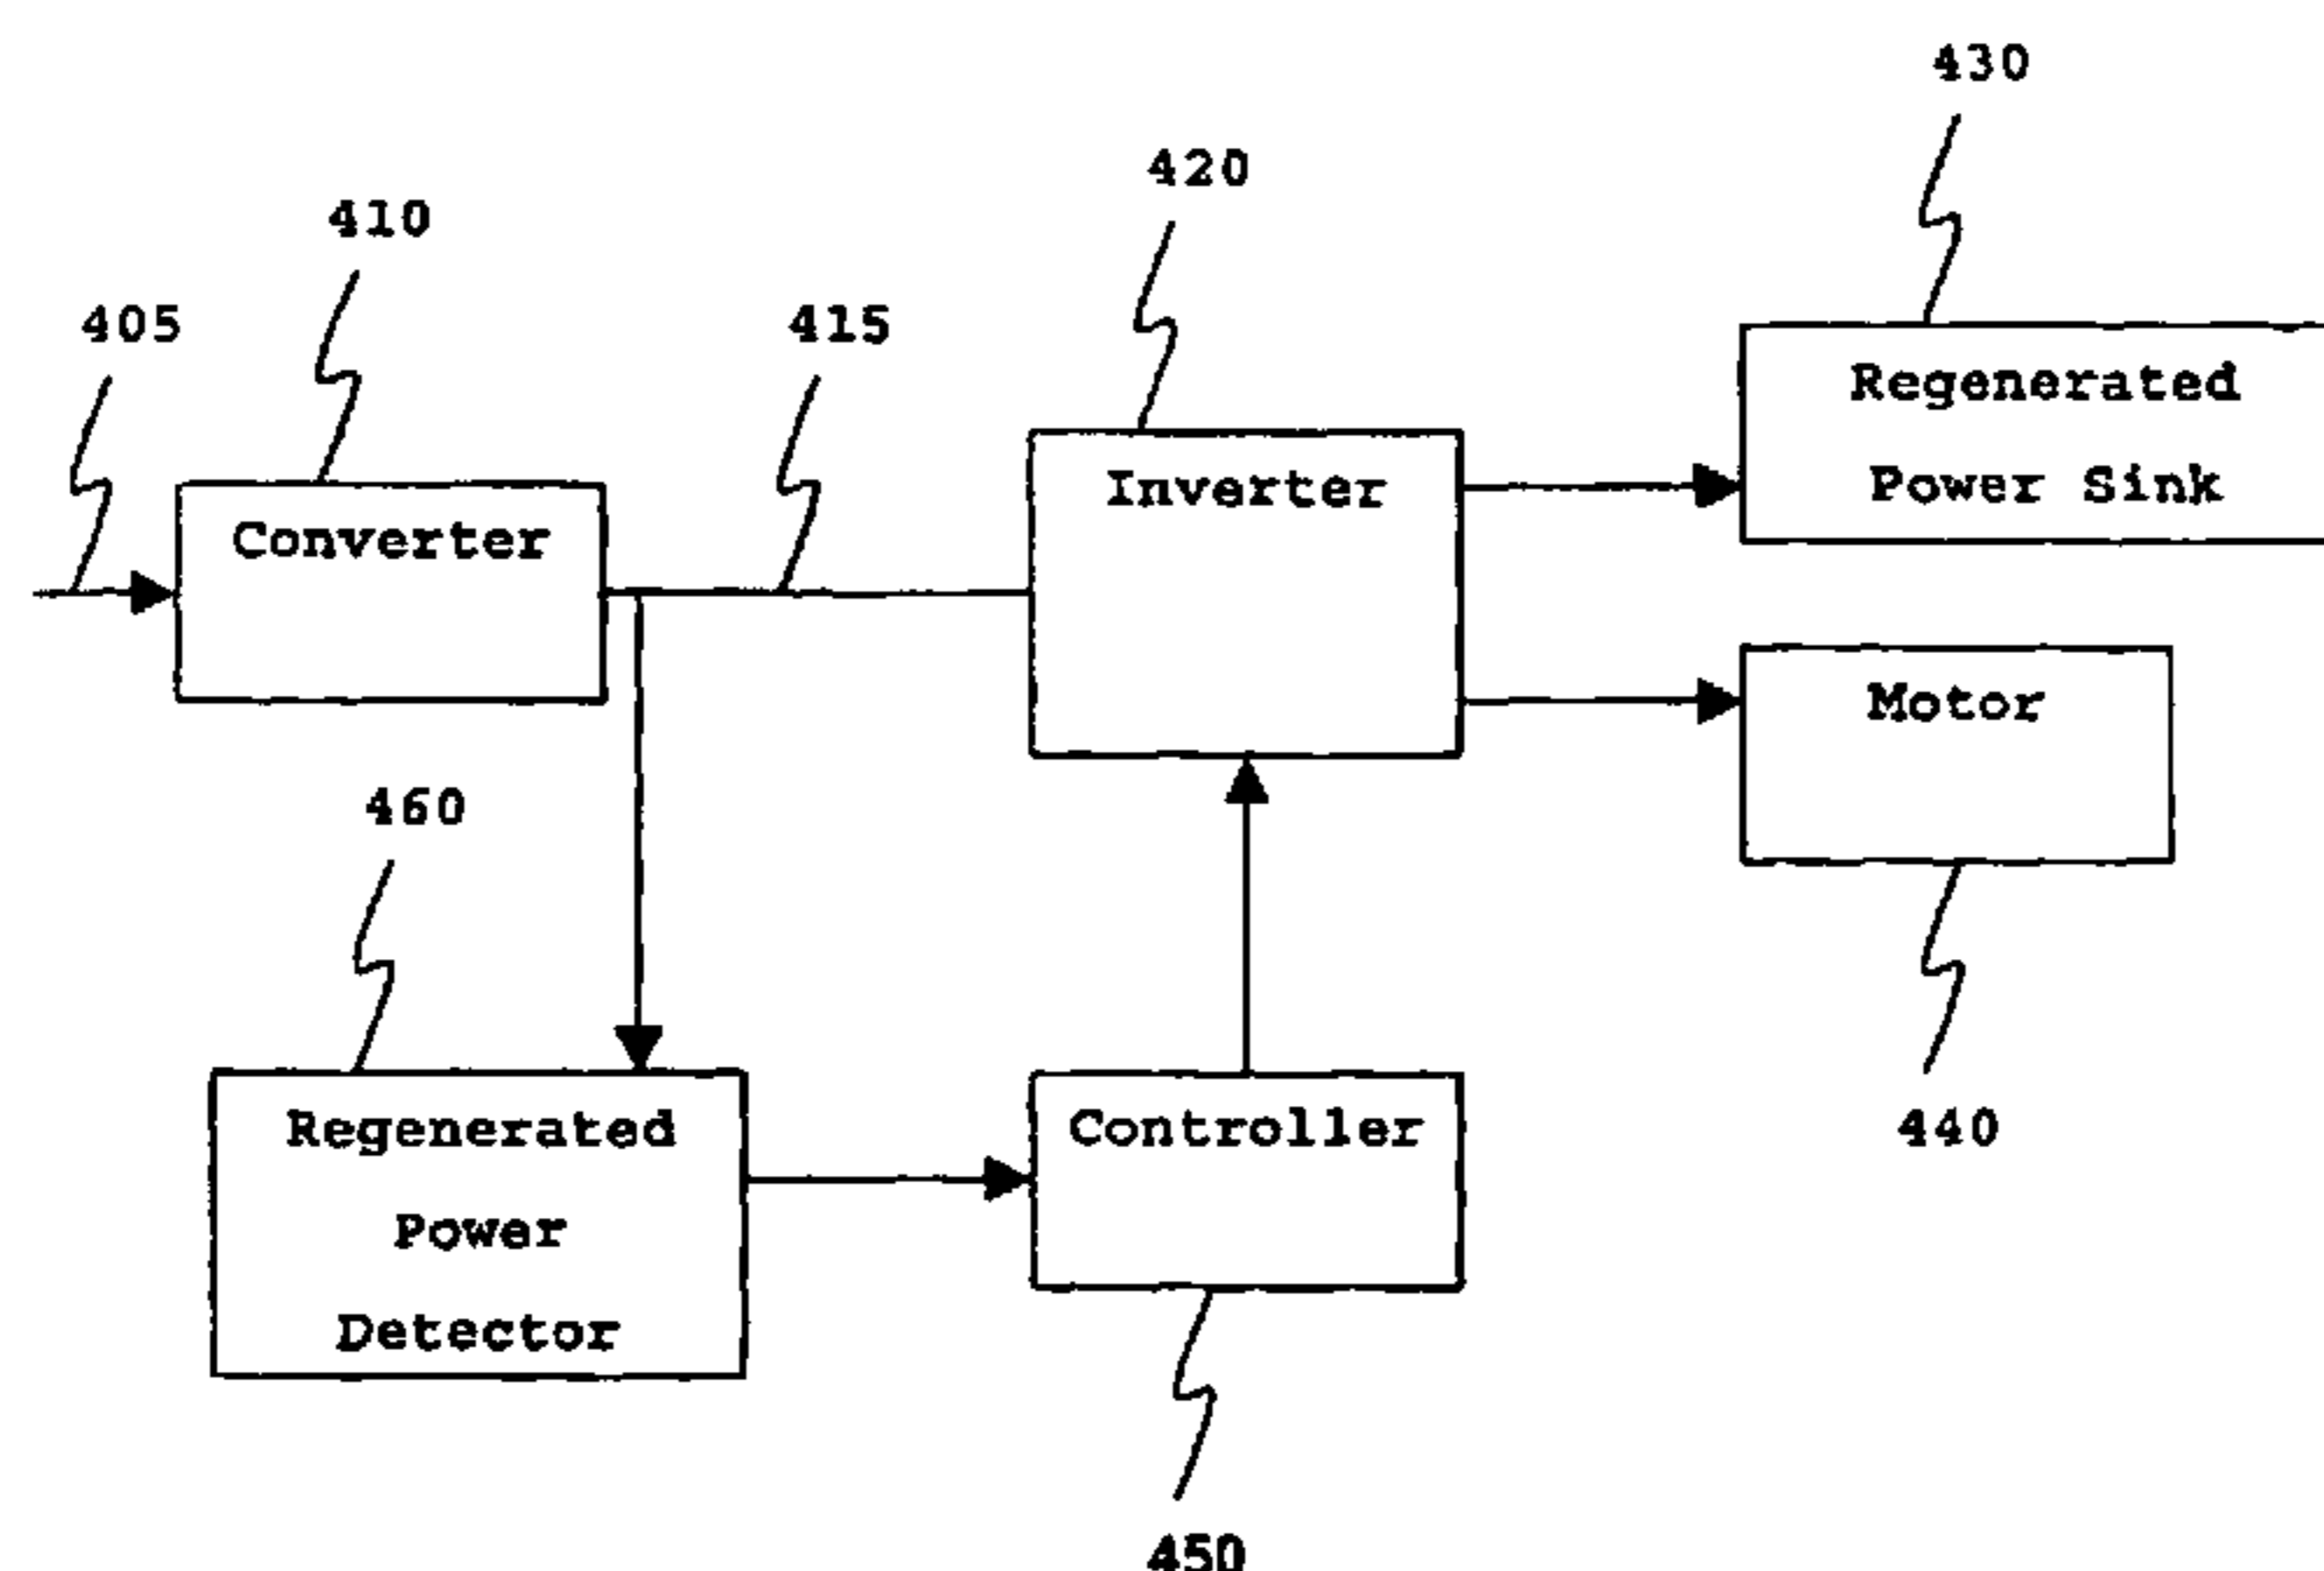 430
420
410
405
415
Regenerated
Power Sink
Inverter
Converter
Motor
460
Regenerated
Power
Detector
Controller
440
450